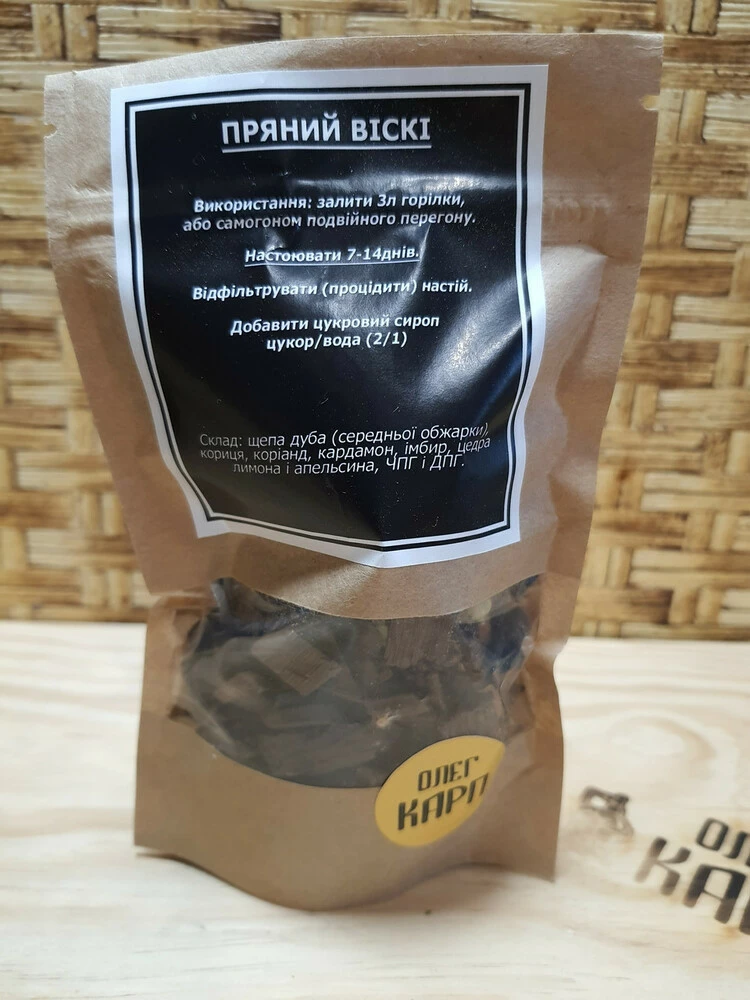 ПРЯНИЙ ВІСКІ
Використання: залити 3л горілки,
або самогоном подвійного перегону.
Настоювати 7-14днів.
Відфільтрувати (процідити) настій.
Добавити цукровий сироп
цукор/вода (2/1)
Склад: щепа дуба (середньої обжарки),
кориця, коріанд, кардамон, імбир, цедра
лимона і апельсина, ЧПГ і ДПГ.
ОЛЕГ
КАРП